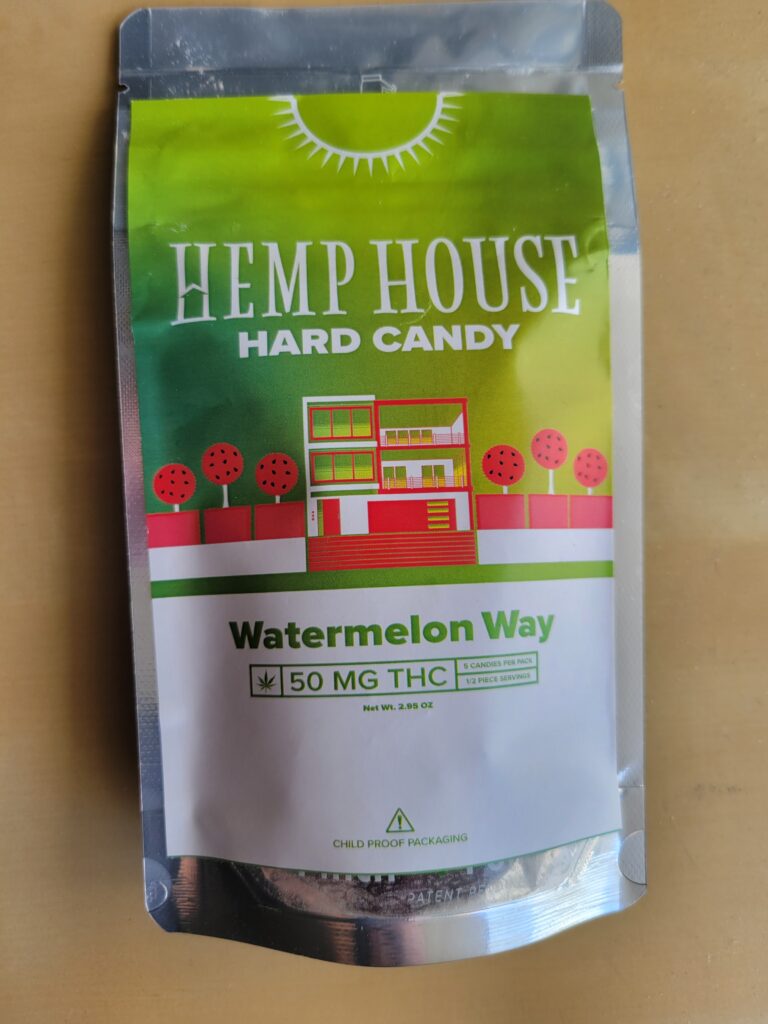 HEMP HOUSE
HARD CANDY
Watermelon Way
50 MG THC
5 CANDIES PER PACK
1/2 PIECE SERVINGS
Net Wt. 2.95 OZ
CHILD PROOF PACKAGING
PATENT